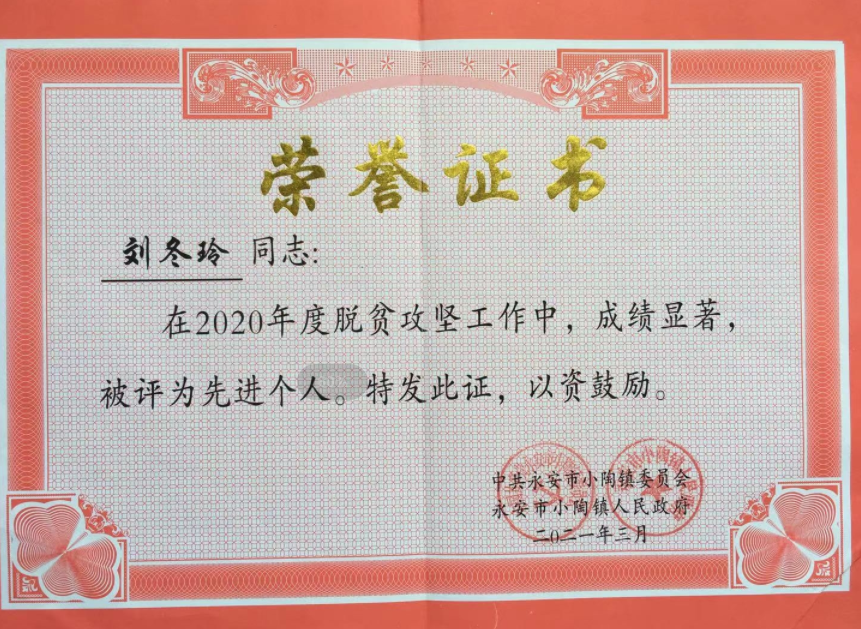 荣誉证书
刘冬玲 同志:
在2020年度脱贫攻坚工作中，成绩显著，
被评为先进个人。特发此证，以资鼓励。
中共永安市小陶镇委员会
永安市小陶镇人民政府
二〇二一年三月